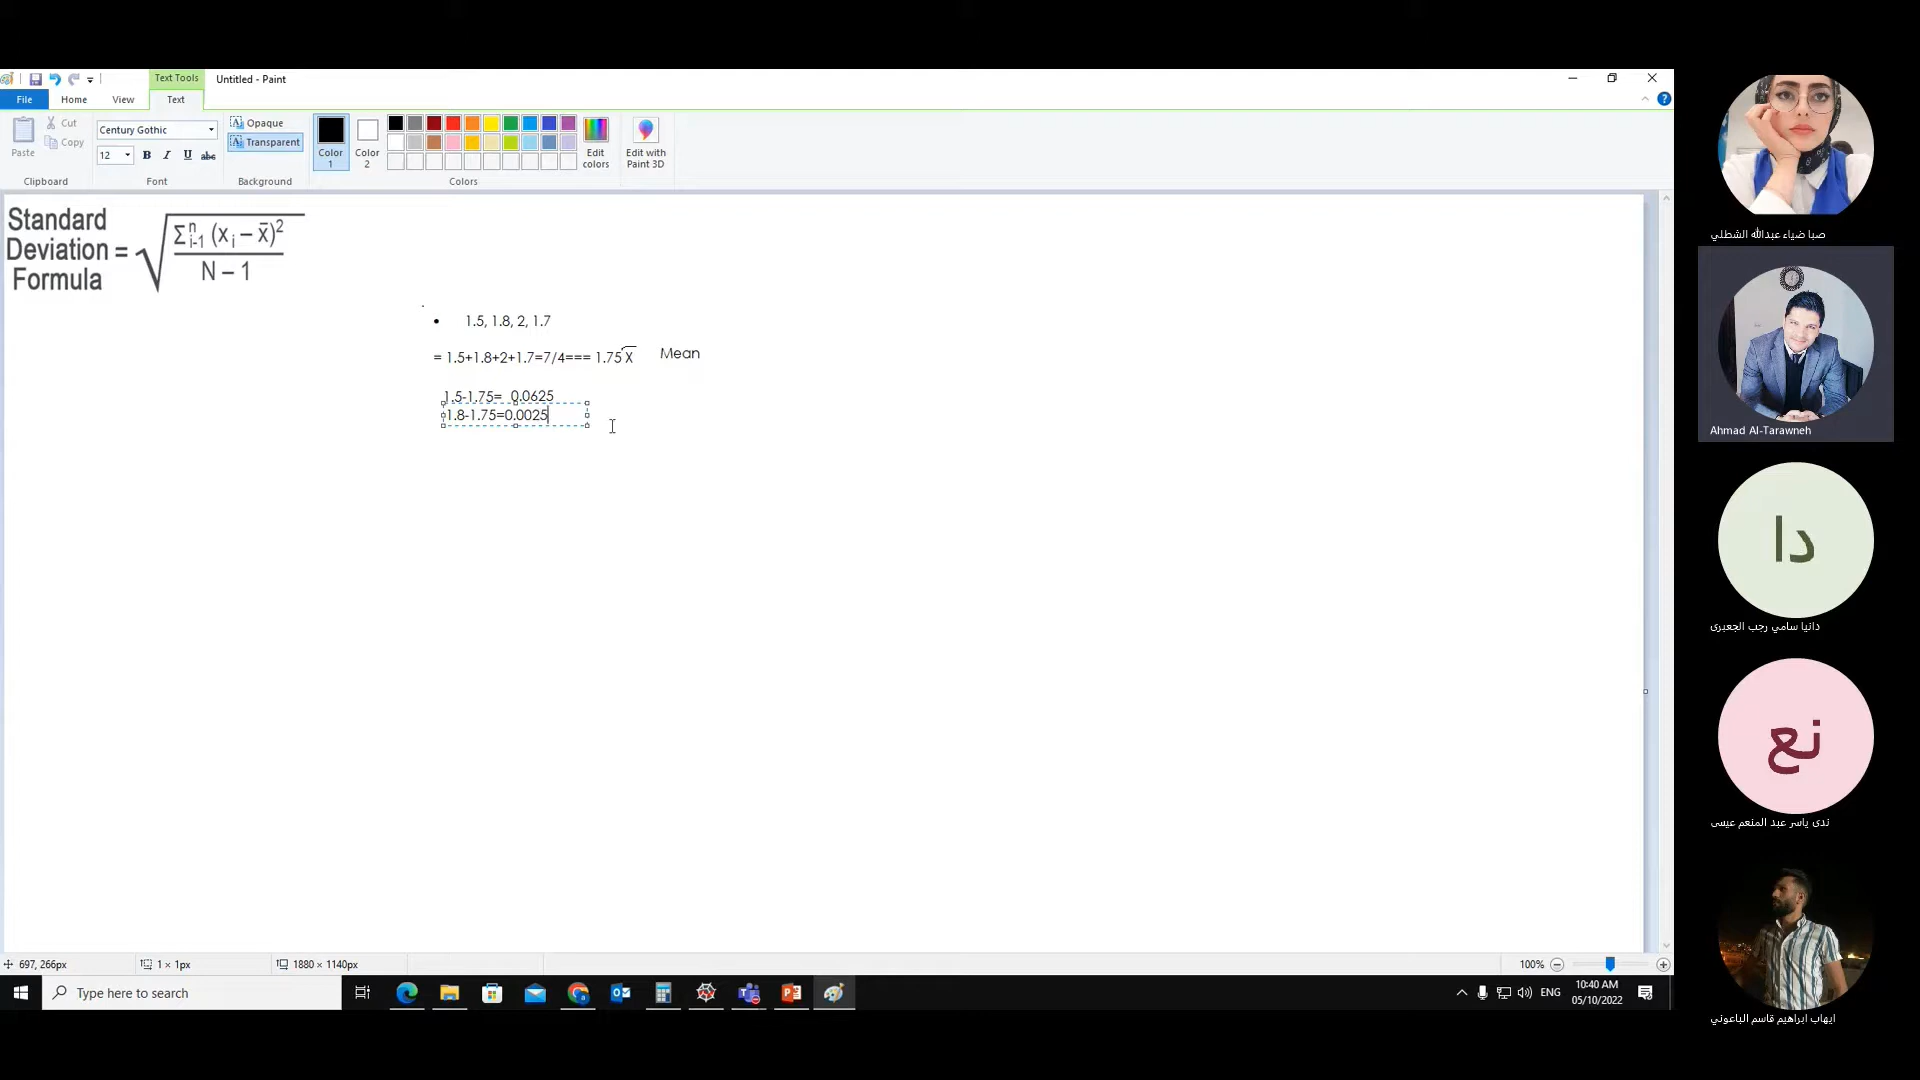 Text Tools
Untitled - Paint
File
Home
View
Text
Paste
Cut
Copy
Clipboard
Century Gothic
12
B I U abc
Font
Opaque
Transparent
Background
Color 1
Color 2
Edit colors
Colors
Edit with Paint 3D
Standard
Deviation =
Formula
√ Σⁿᵢ₋₁ (xᵢ – x̄)²
N – 1
• 1.5, 1.8, 2, 1.7
= 1.5+1.8+2+1.7=7/4=== 1.75 X̄ Mean
1.5-1.75= 0.0625
1.8-1.75=0.0025
697, 266px
1 × 1px
1880 × 1140px
100%
Type here to search
ENG
10:40 AM
05/10/2022
صبا ضياء عبدالله الشطلي
Ahmad Al-Tarawneh
دا
دانيا سامي رجب الجعبري
نع
ندى ياسر عبد المنعم عيسى
ايهاب ابراهيم قاسم الباعوني